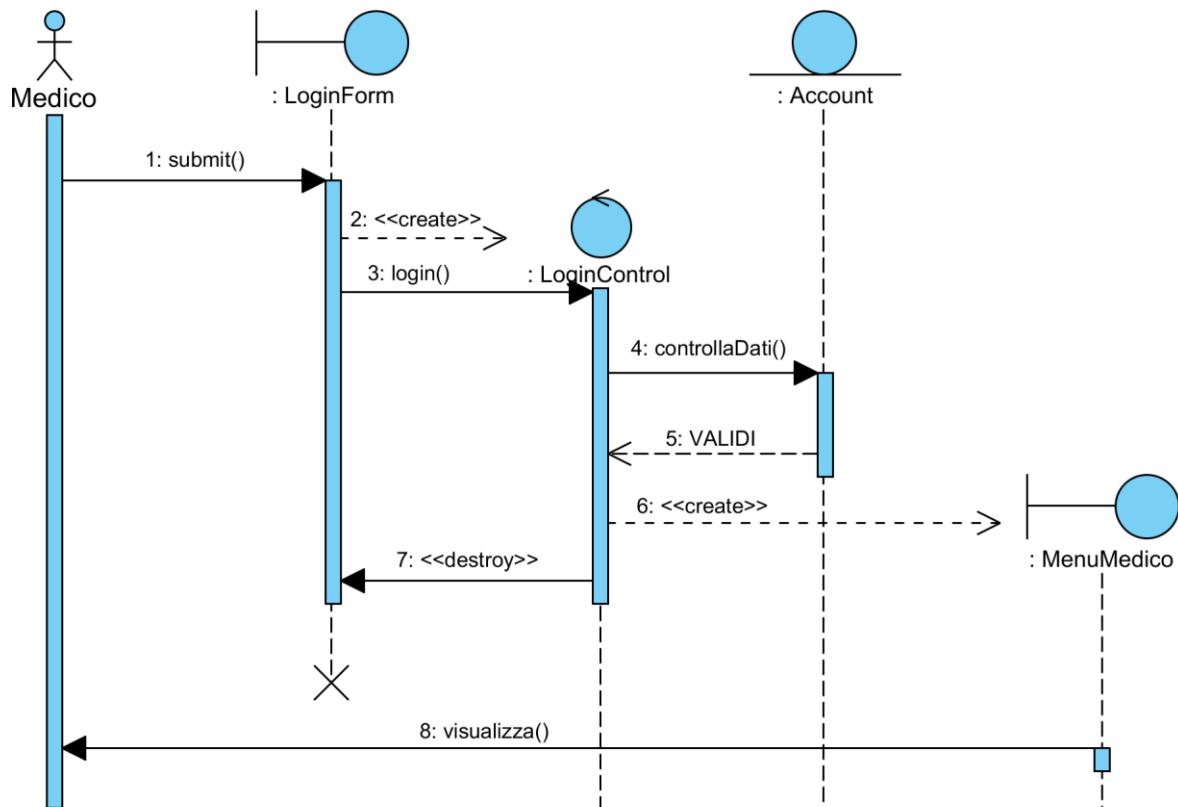 Medico
: LoginForm
: Account
1: submit()
2: <<create>>
3: login()
: LoginControl
4: controllaDati()
5: VALIDI
6: <<create>>
7: <<destroy>>
: MenuMedico
8: visualizza()